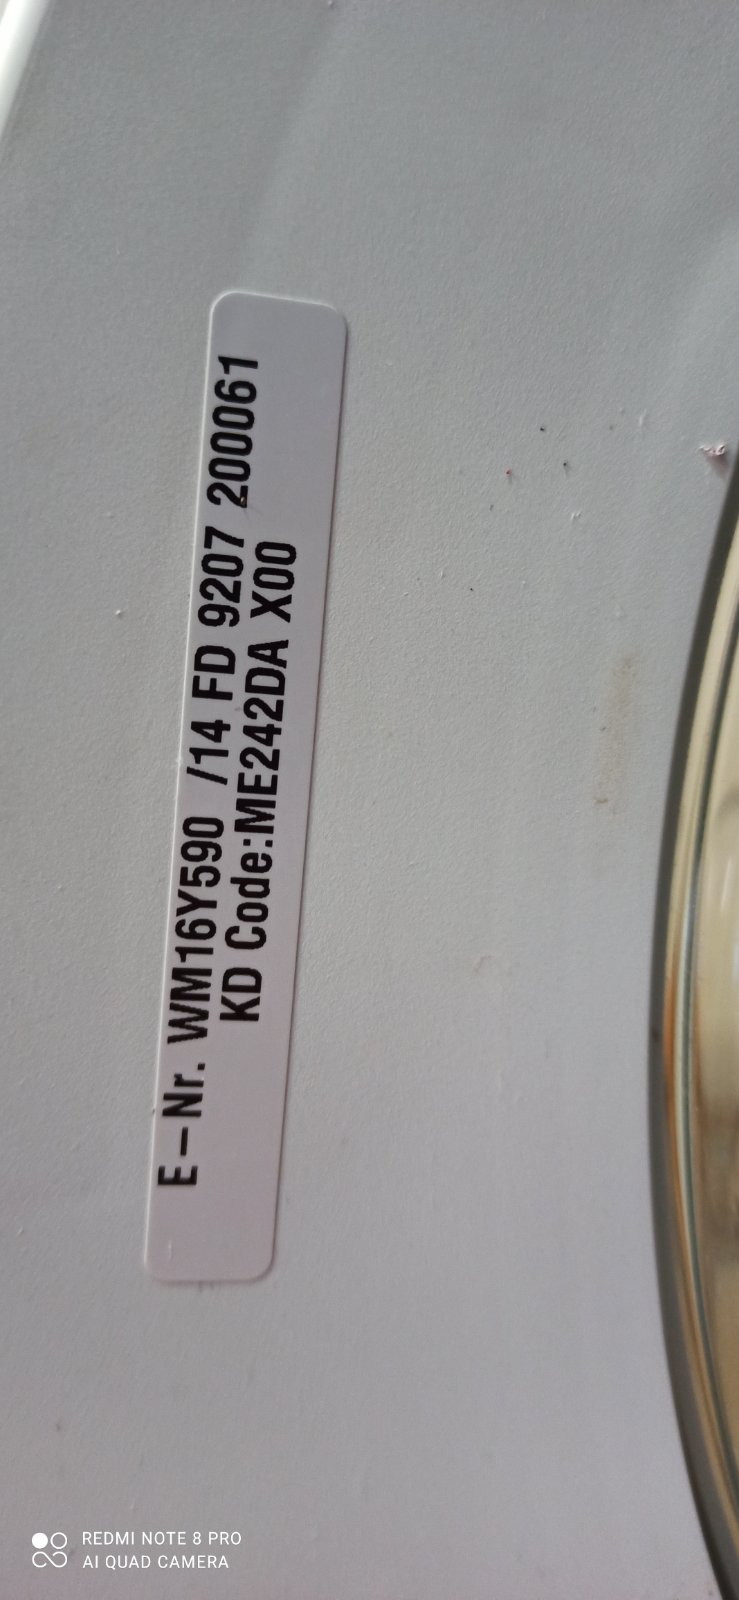 E-Nr. WM16Y590 /14 FD 9207 200061
KD Code:ME242DA X00
REDMI NOTE 8 PRO
AI QUAD CAMERA